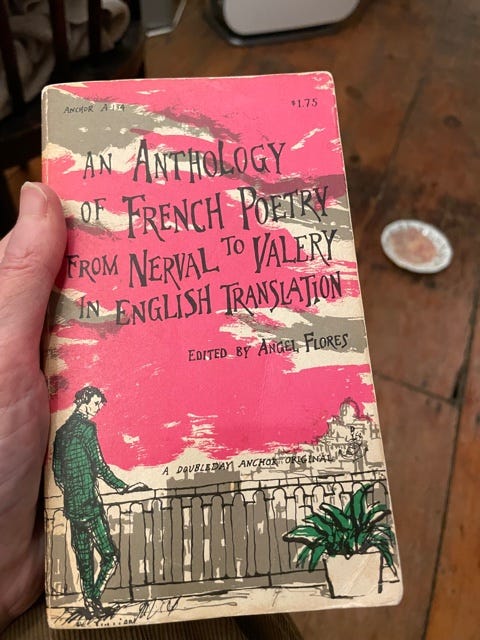 ANCHOR A134
$1.75
AN ANTHOLOGY
OF FRENCH POETRY
FROM NERVAL TO VALERY
IN ENGLISH TRANSLATION
EDITED BY ANGEL FLORES
A DOUBLEDAY ANCHOR ORIGINAL